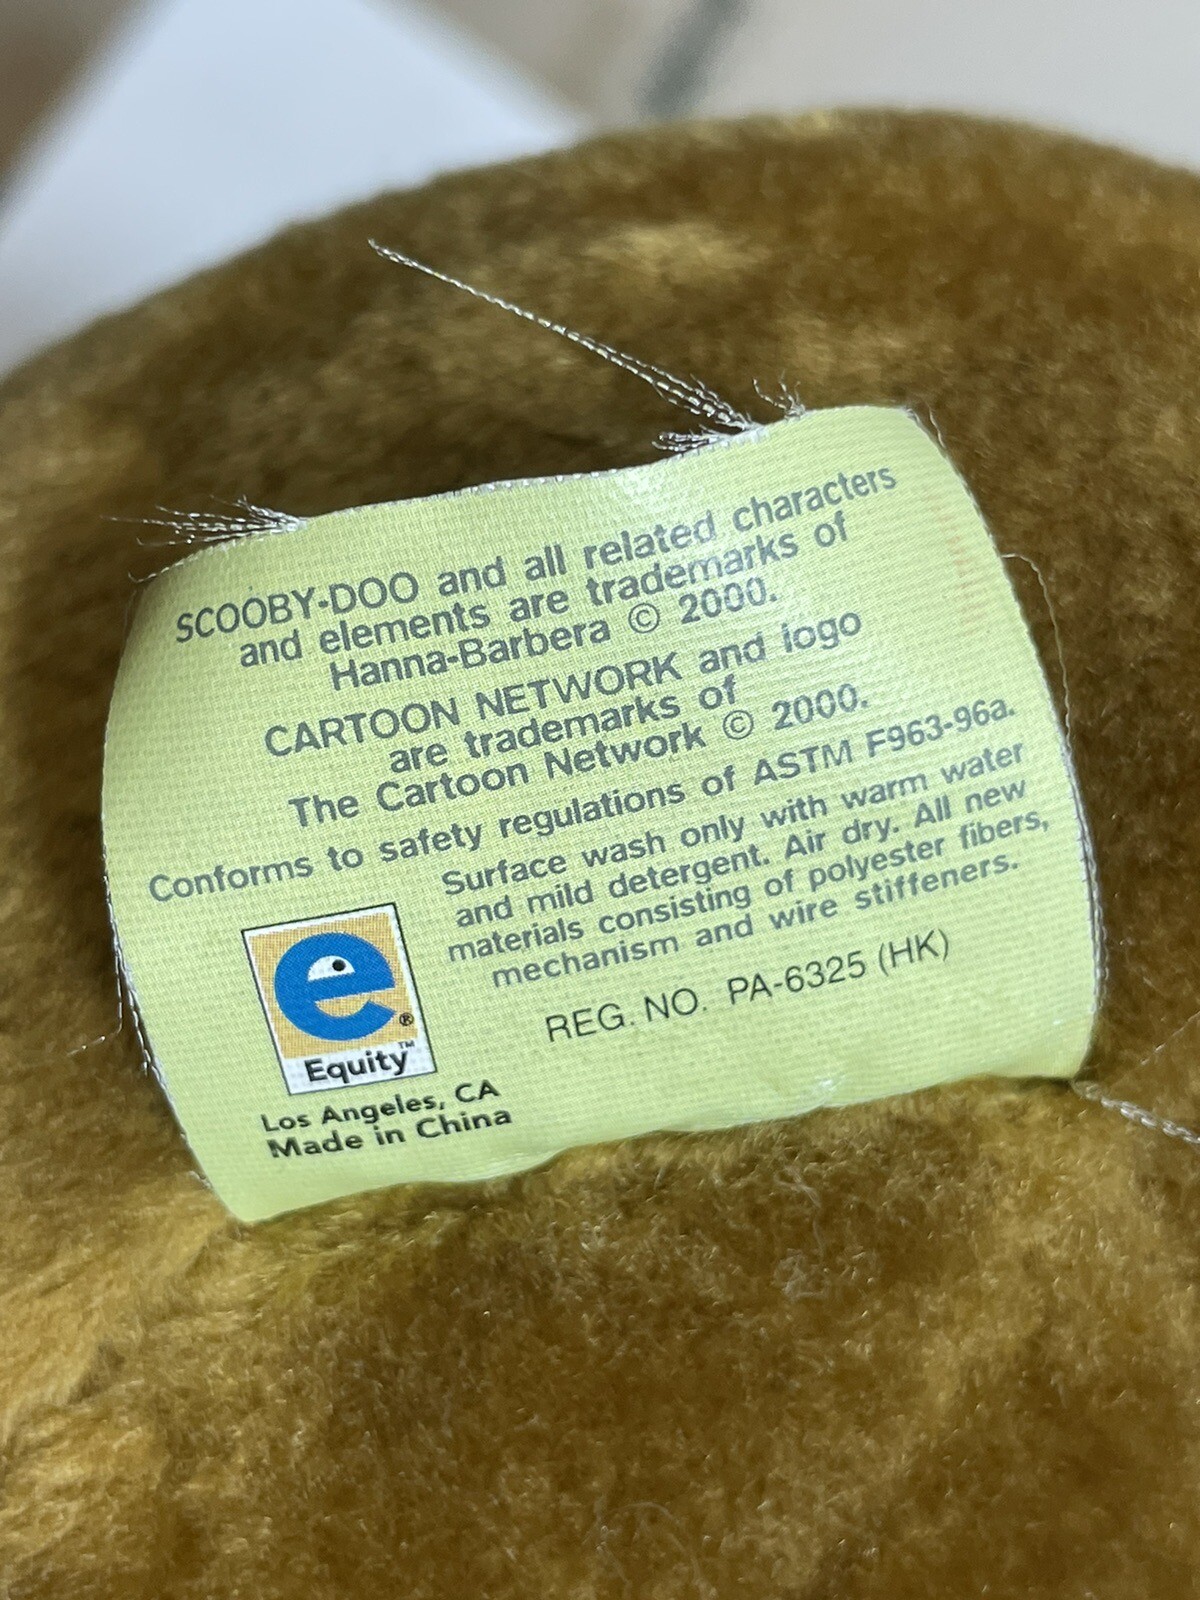 SCOOBY-DOO and all related characters
and elements are trademarks of
Hanna-Barbera © 2000.
CARTOON NETWORK and logo
are trademarks of
The Cartoon Network © 2000.
Conforms to safety regulations of ASTM F963-96a.
Surface wash only with warm water
and mild detergent. Air dry. All new
materials consisting of polyester fibers,
mechanism and wire stiffeners.
REG. NO. PA-6325 (HK)
e®
Equity™
Los Angeles, CA
Made in China